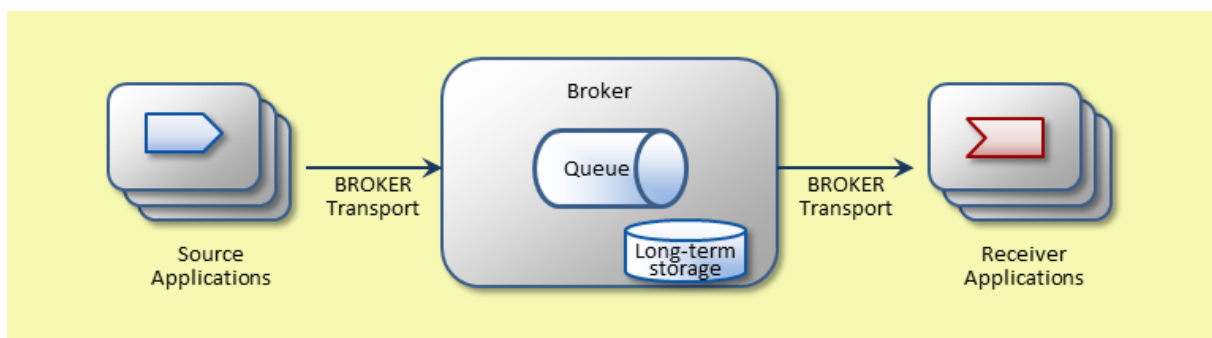 Broker
Queue
Long-term
storage
BROKER
Transport
BROKER
Transport
Source
Applications
Receiver
Applications